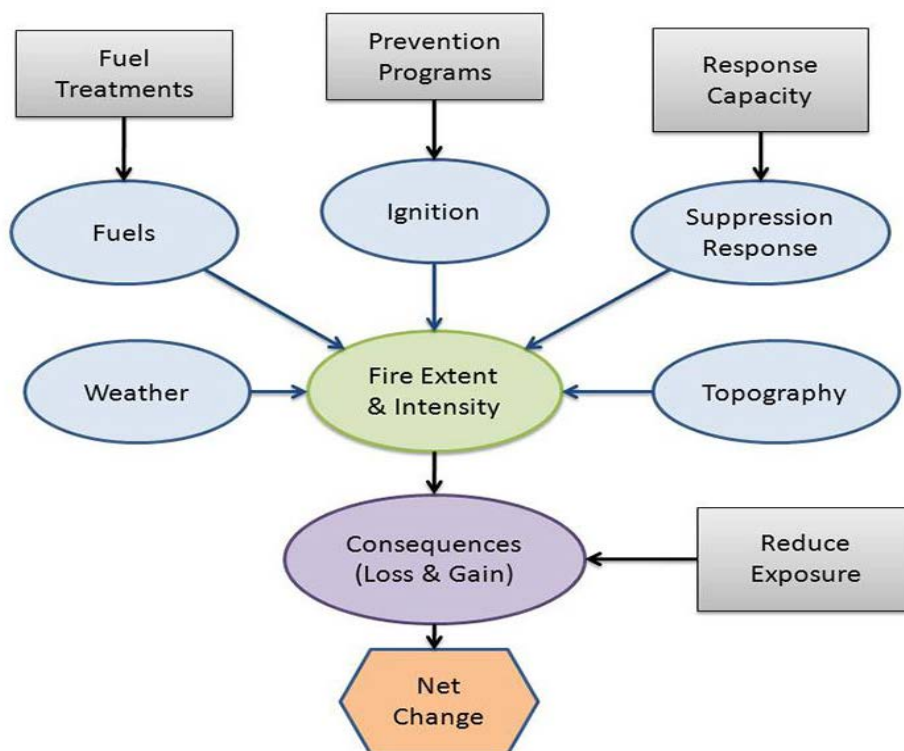 Fuel
Treatments
Prevention
Programs
Response
Capacity
Fuels
Ignition
Suppression
Response
Weather
Fire Extent
& Intensity
Topography
Consequences
(Loss & Gain)
Reduce
Exposure
Net
Change